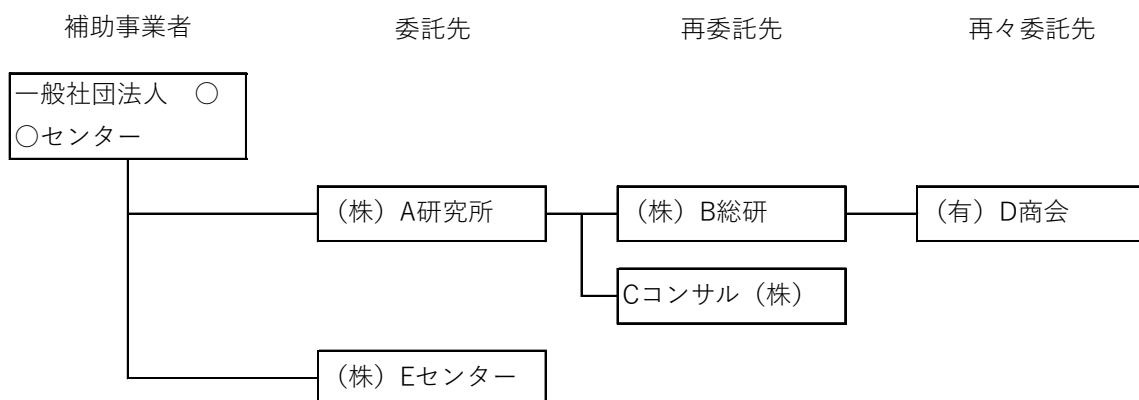 補助事業者
委託先
再委託先
再々委託先
一般社団法人　○
○センター
（株）A研究所
（株）B総研
（有）D商会
Cコンサル（株）
（株）Eセンター